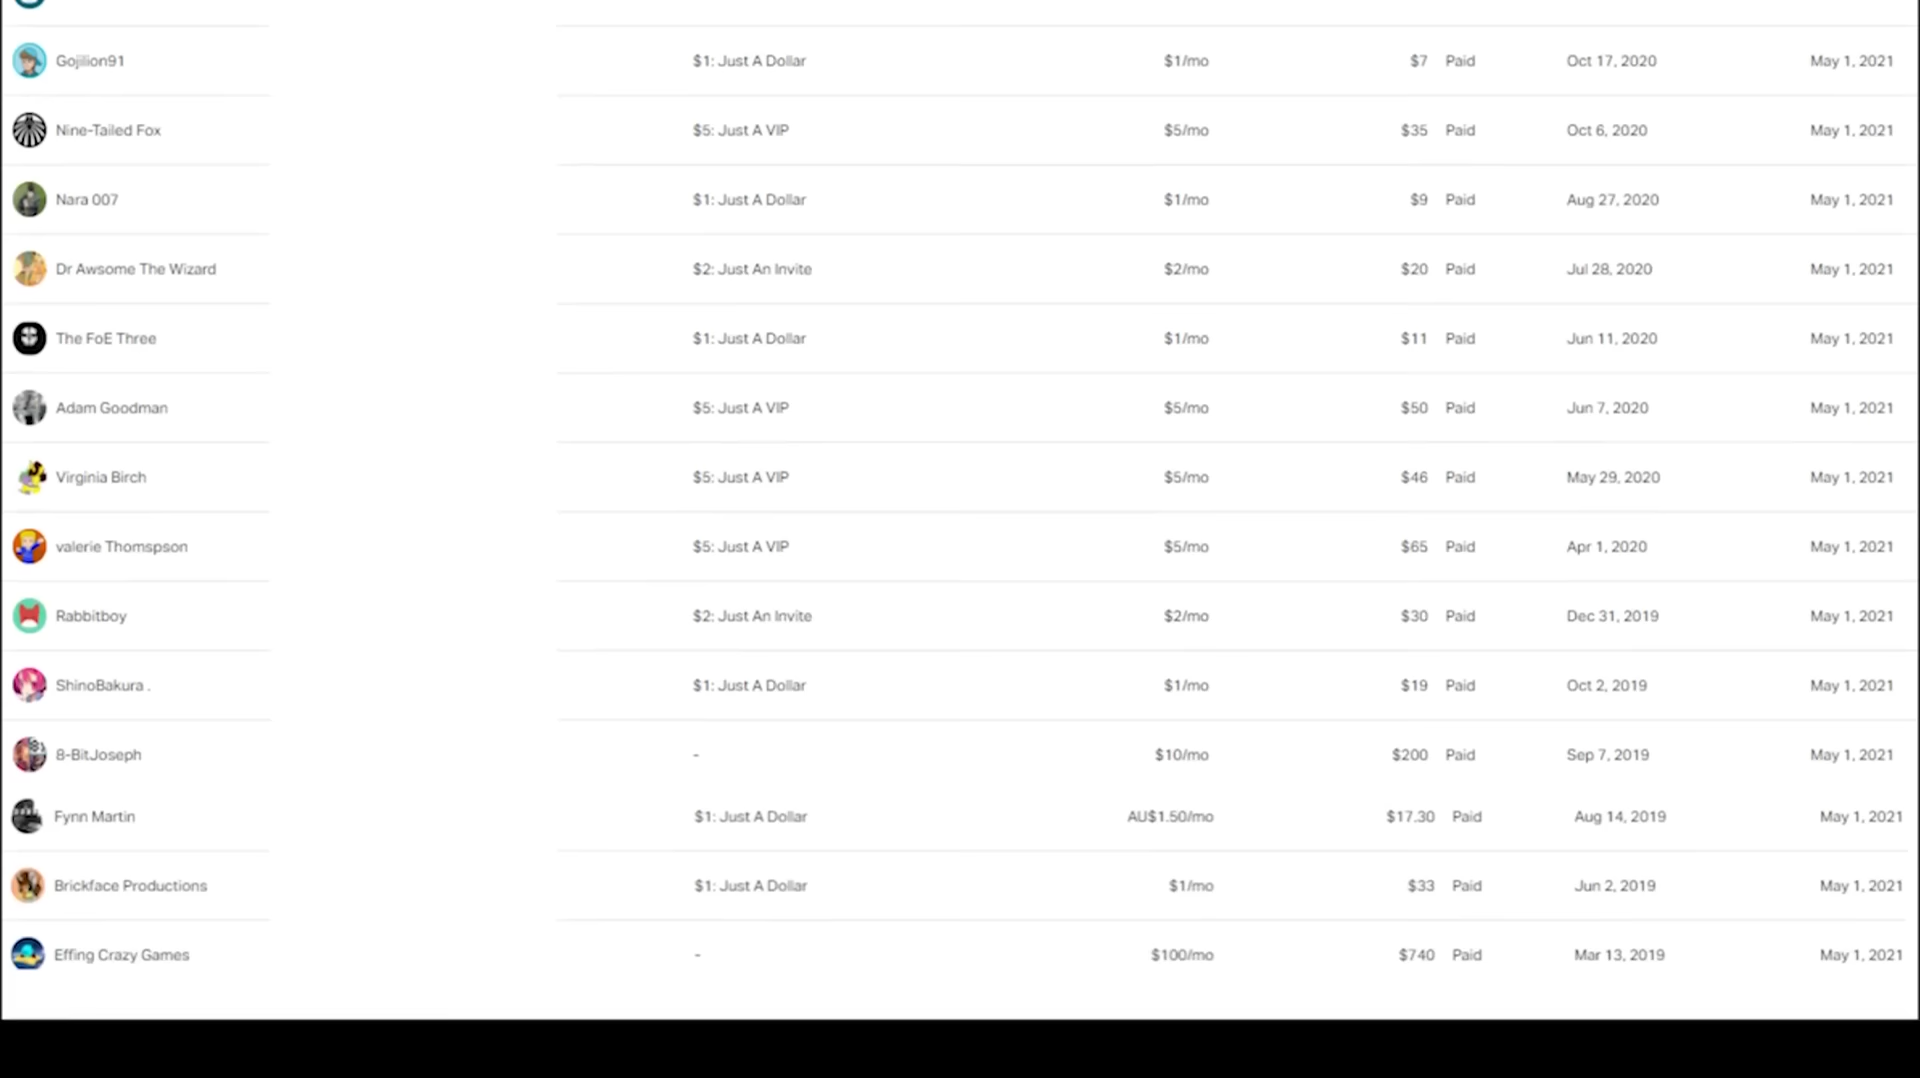 Gojilion91 $1: Just A Dollar $1/mo $7 Paid Oct 17, 2020 May 1, 2021
Nine-Tailed Fox $5: Just A VIP $5/mo $35 Paid Oct 6, 2020 May 1, 2021
Nara 007 $1: Just A Dollar $1/mo $9 Paid Aug 27, 2020 May 1, 2021
Dr Awsome The Wizard $2: Just An Invite $2/mo $20 Paid Jul 28, 2020 May 1, 2021
The FoE Three $1: Just A Dollar $1/mo $11 Paid Jun 11, 2020 May 1, 2021
Adam Goodman $5: Just A VIP $5/mo $50 Paid Jun 7, 2020 May 1, 2021
Virginia Birch $5: Just A VIP $5/mo $46 Paid May 29, 2020 May 1, 2021
valerie Thomspson $5: Just A VIP $5/mo $65 Paid Apr 1, 2020 May 1, 2021
Rabbitboy $2: Just An Invite $2/mo $30 Paid Dec 31, 2019 May 1, 2021
ShinoBakura . $1: Just A Dollar $1/mo $19 Paid Oct 2, 2019 May 1, 2021
8-BitJoseph - $10/mo $200 Paid Sep 7, 2019 May 1, 2021
Fynn Martin $1: Just A Dollar AU$1.50/mo $17.30 Paid Aug 14, 2019 May 1, 2021
Brickface Productions $1: Just A Dollar $1/mo $33 Paid Jun 2, 2019 May 1, 2021
Effing Crazy Games - $100/mo $740 Paid Mar 13, 2019 May 1, 2021